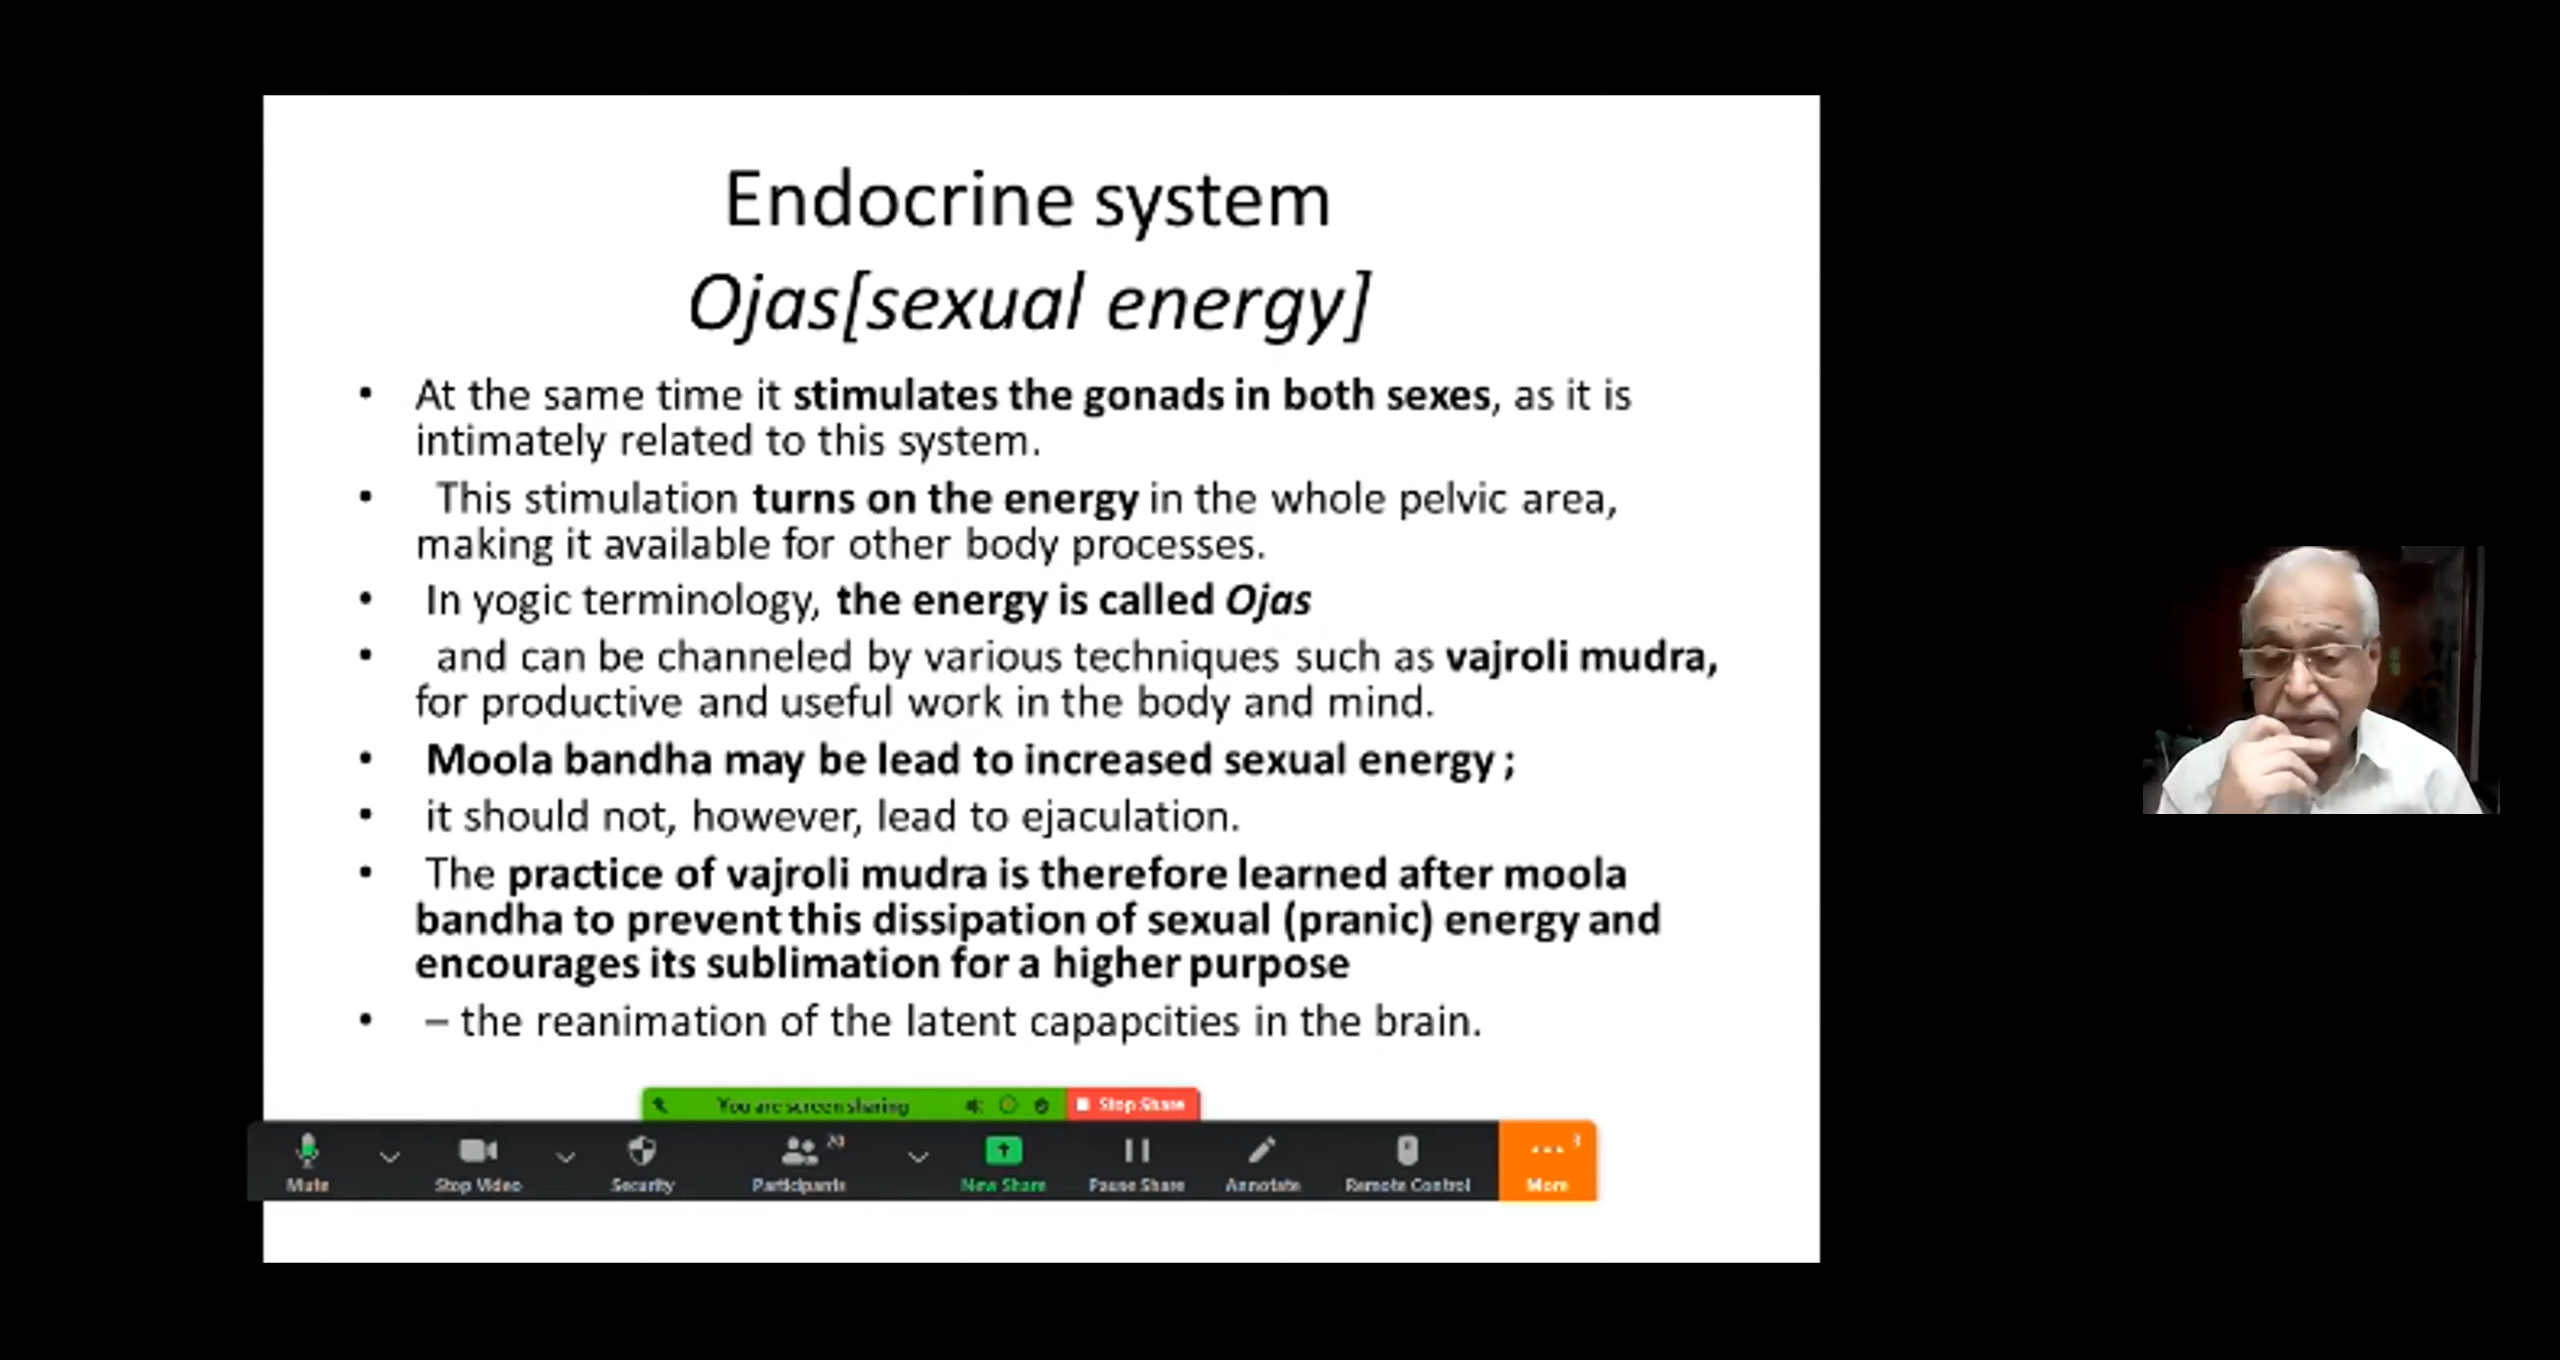 Endocrine system
Ojas[sexual energy]
• At the same time it stimulates the gonads in both sexes, as it is
intimately related to this system.
• This stimulation turns on the energy in the whole pelvic area,
making it available for other body processes.
• In yogic terminology, the energy is called Ojas
• and can be channeled by various techniques such as vajroli mudra,
for productive and useful work in the body and mind.
• Moola bandha may be lead to increased sexual energy ;
• it should not, however, lead to ejaculation.
• The practice of vajroli mudra is therefore learned after moola
bandha to prevent this dissipation of sexual (pranic) energy and
encourages its sublimation for a higher purpose
• – the reanimation of the latent capapcities in the brain.
You are screen sharing Stop Share
20 3
Mute Stop Video Security Participants New Share Pause Share Annotate Remote Control More